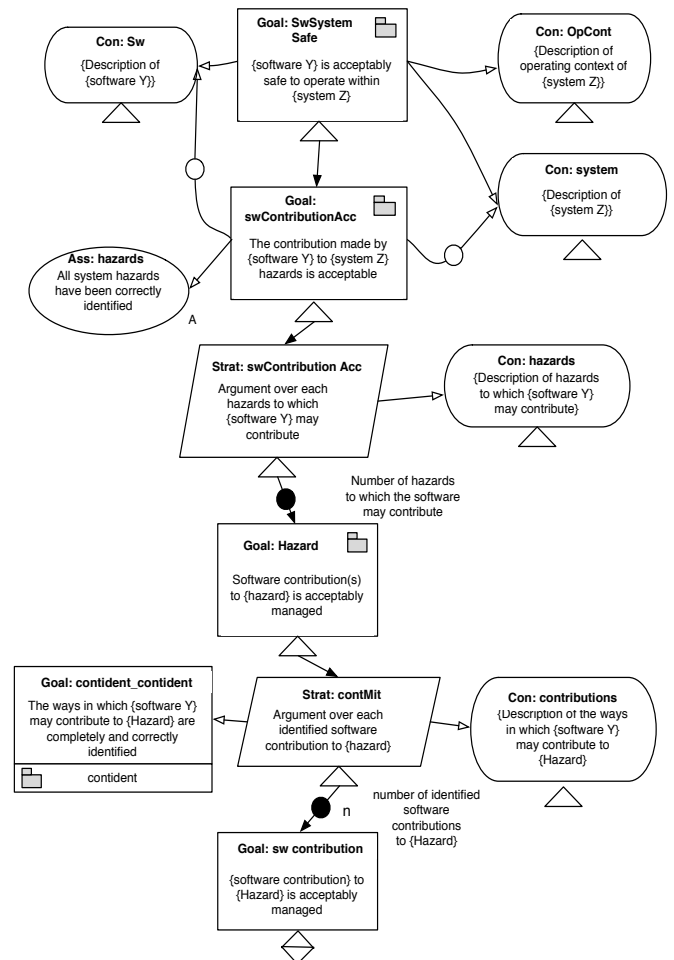 Con: Sw
{Description of
{software Y}}
Goal: SwSystem
Safe
{software Y} is acceptably
safe to operate within
{system Z}
Con: OpCont
{Description of
operating context of
{system Z}}
Con: system
{Description of
{system Z}}
Goal:
swContributionAcc
The contribution made by
{software Y} to {system Z}
hazards is acceptable
Ass: hazards
All system hazards
have been correctly
identified
A
Strat: swContribution Acc
Argument over each
hazards to which
{software Y} may
contribute
Con: hazards
{Description of hazards
to which {software Y}
may contribute}
Number of hazards
to which the software
may contribute
Goal: Hazard
Software contribution(s)
to {hazard} is acceptably
managed
Goal: contident_contident
The ways in which {software Y}
may contribute to {Hazard} are
completely and correctly
identified
contident
Strat: contMit
Argument over each
identified software
contribution to {hazard}
Con: contributions
{Description of the ways
in which {software Y}
may contribute to
{Hazard}
n
number of identified
software
contributions
to {Hazard}
Goal: sw contribution
{software contribution} to
{Hazard} is acceptably
managed